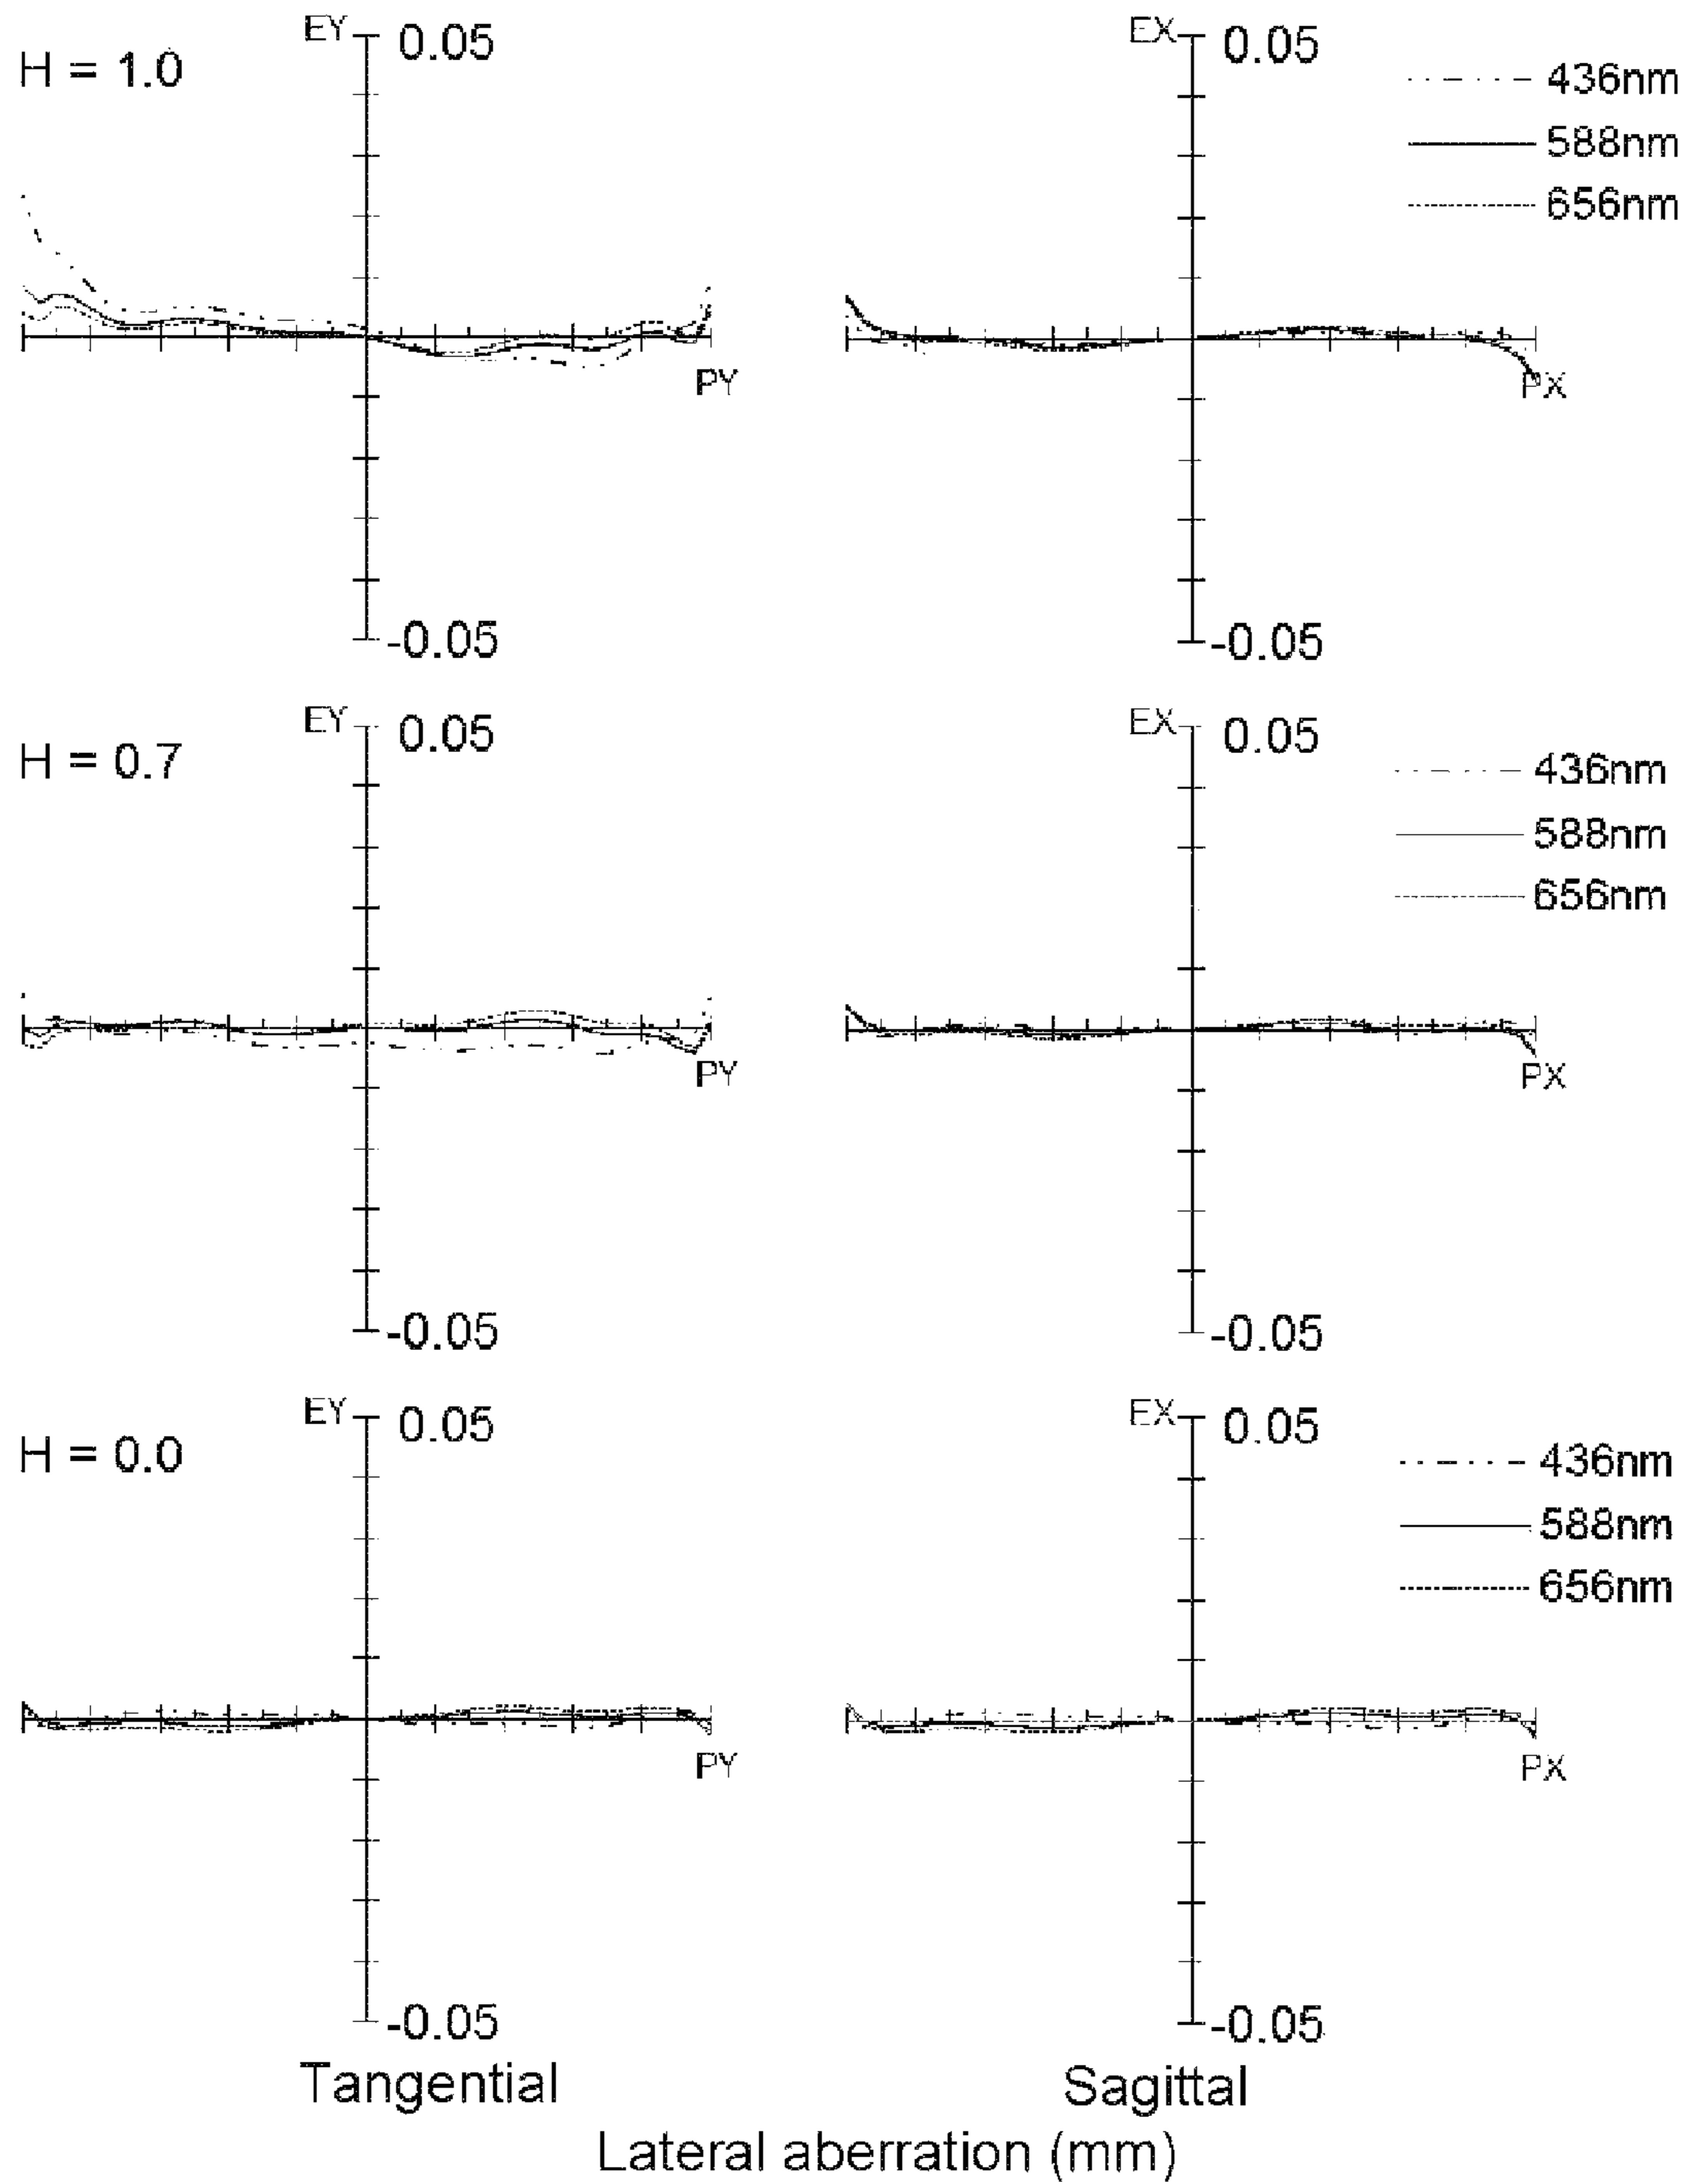 EY 0.05 EX 0.05
H = 1.0
436nm
588nm
656nm
PY PX
-0.05 -0.05
EY 0.05 EX 0.05
H = 0.7
436nm
588nm
656nm
PY PX
-0.05 -0.05
EY 0.05 EX 0.05
H = 0.0
436nm
588nm
656nm
PY PX
-0.05 -0.05
Tangential Sagittal
Lateral aberration (mm)